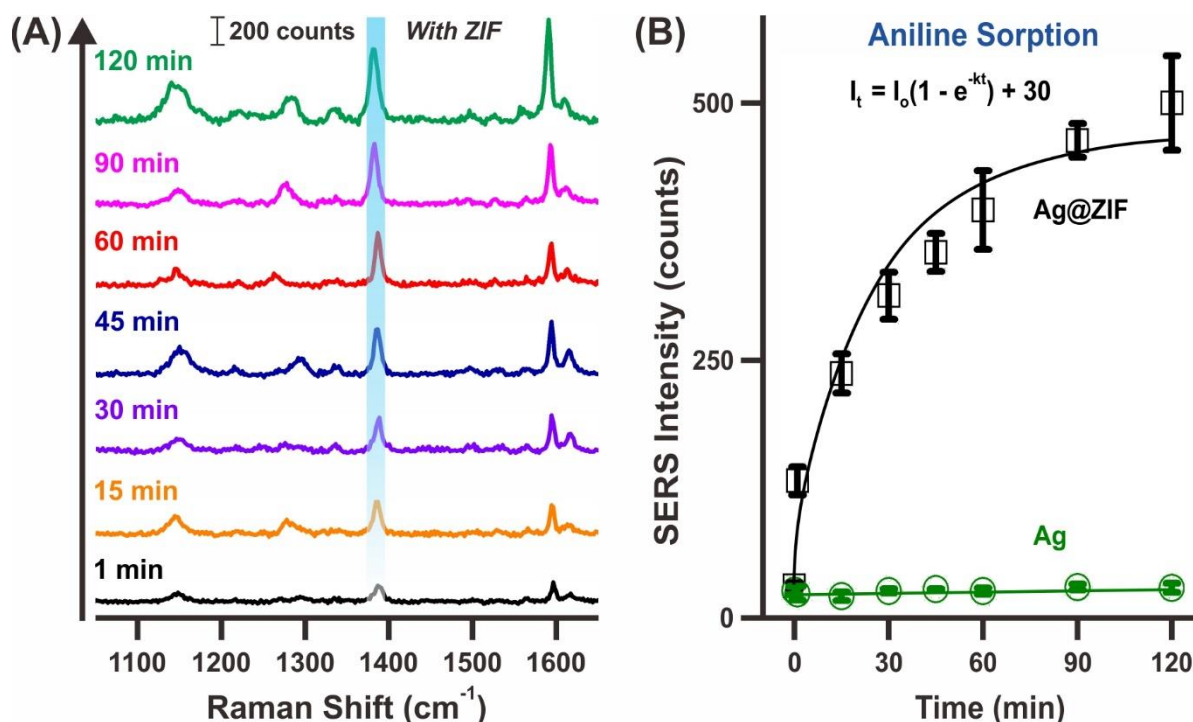 (A)
200 counts
With ZIF
120 min
90 min
60 min
45 min
30 min
15 min
1 min
1100 1200 1300 1400 1500 1600
Raman Shift (cm⁻¹)
(B)
Aniline Sorption
Iₜ = Iₒ(1 - e⁻ᵏᵗ) + 30
500
250
0
SERS Intensity (counts)
Ag@ZIF
Ag
0 30 60 90 120
Time (min)